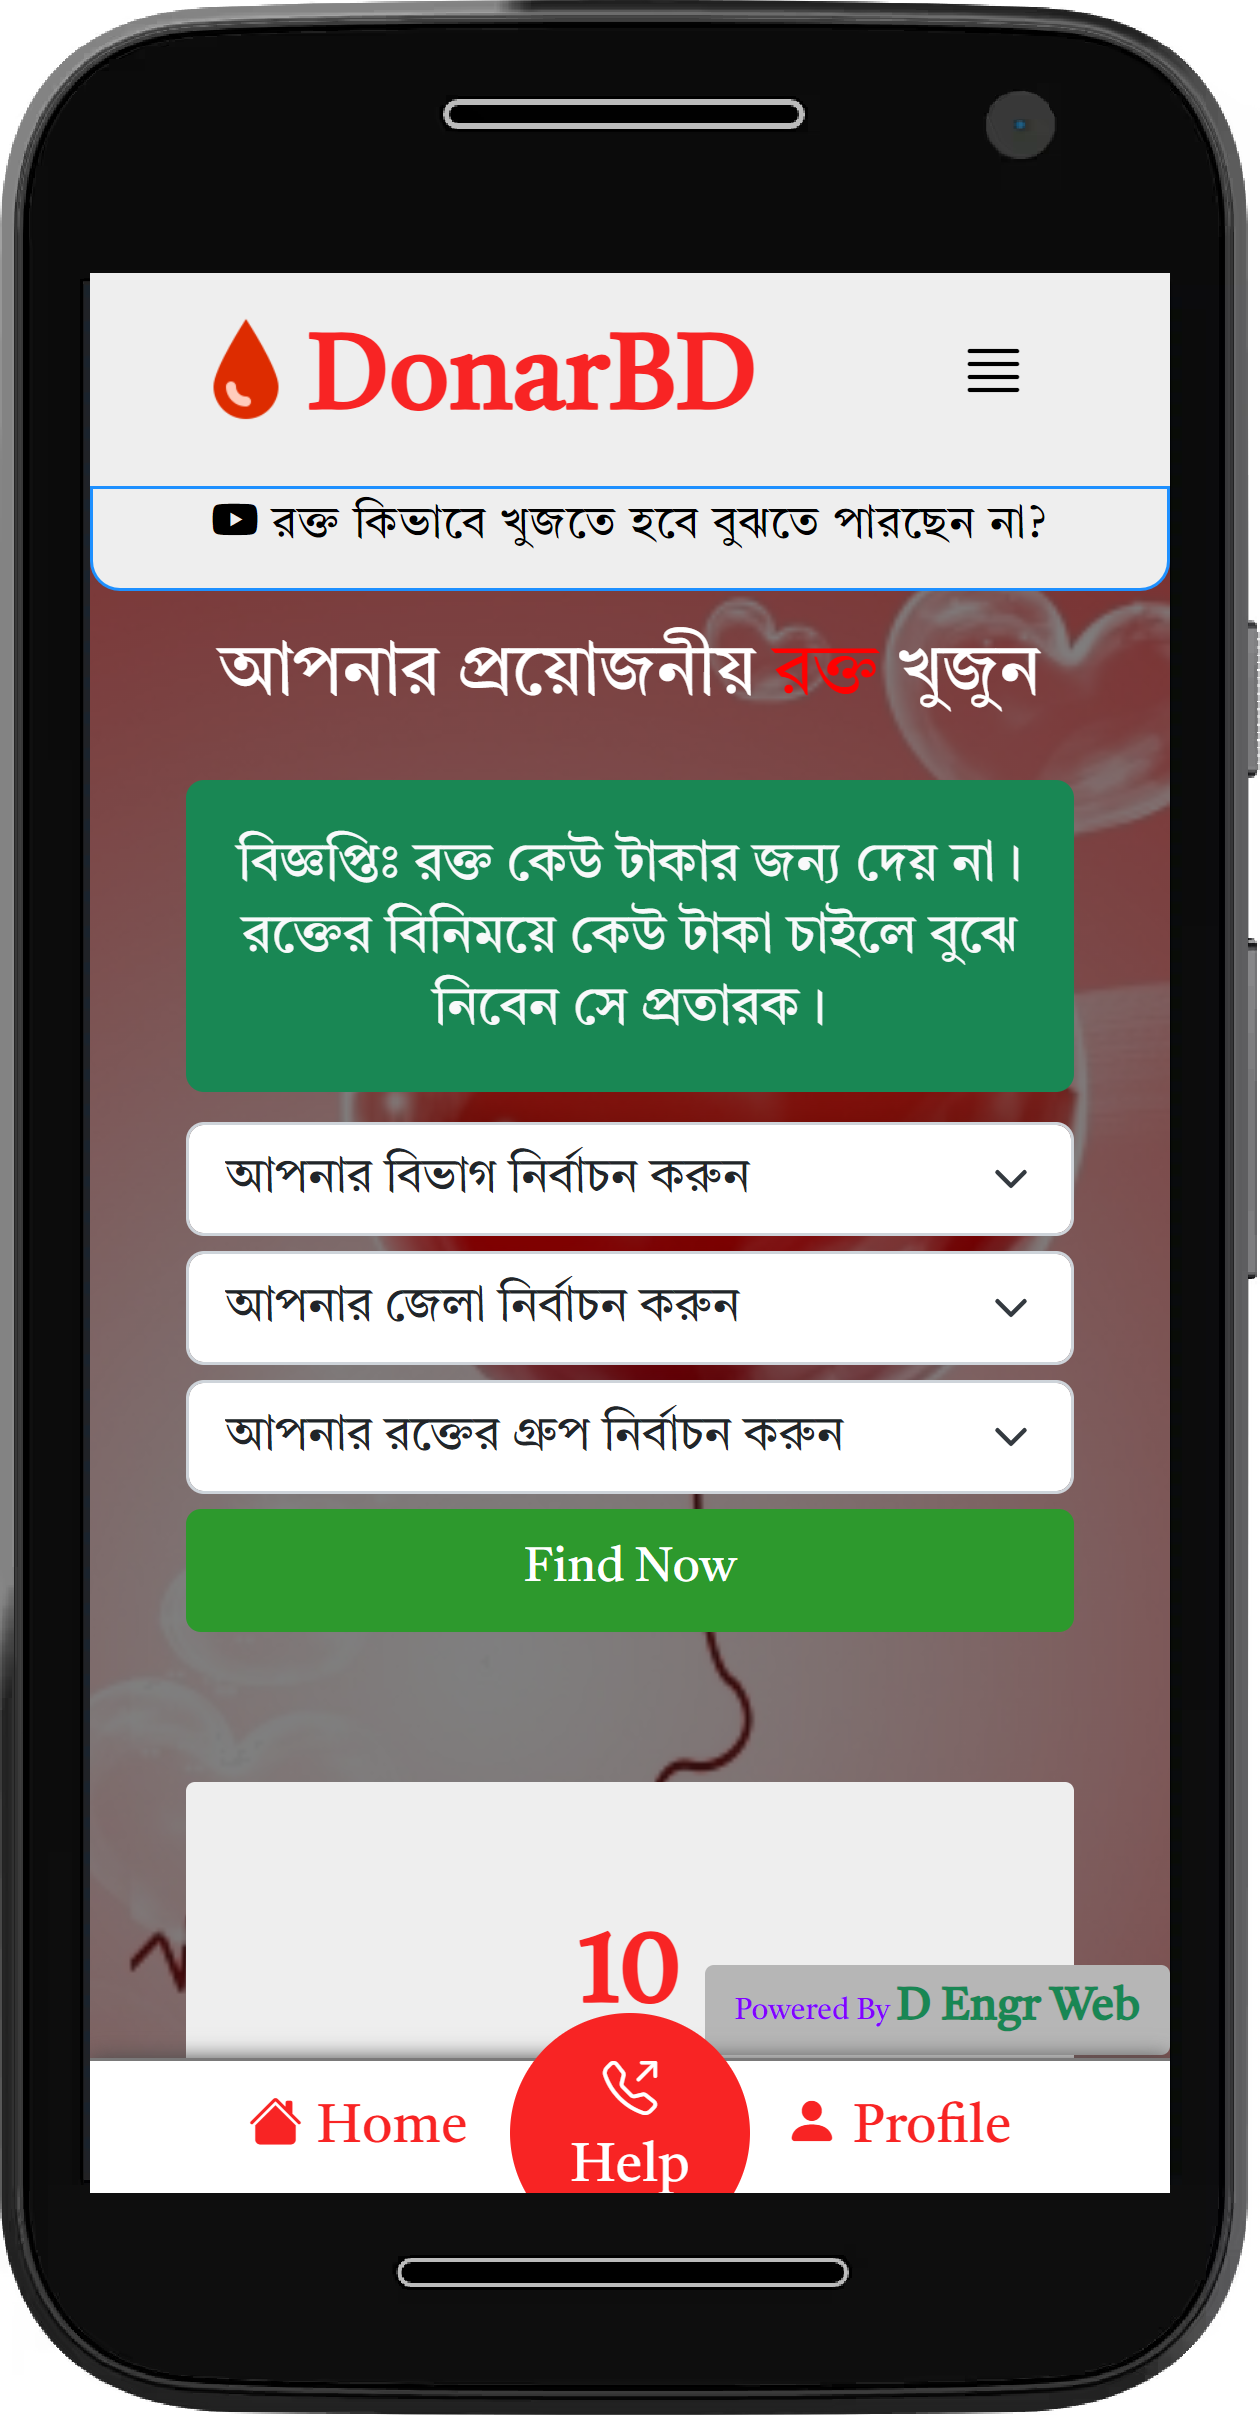 DonarBD
রক্ত কিভাবে খুজতে হবে বুঝতে পারছেন না?
আপনার প্রয়োজনীয় রক্ত খুজুন
বিজ্ঞপ্তিঃ রক্ত কেউ টাকার জন্য দেয় না।
রক্তের বিনিময়ে কেউ টাকা চাইলে বুঝে
নিবেন সে প্রতারক।
আপনার বিভাগ নির্বাচন করুন
আপনার জেলা নির্বাচন করুন
আপনার রক্তের গ্রুপ নির্বাচন করুন
Find Now
10
Powered By D Engr Web
Home
Help
Profile